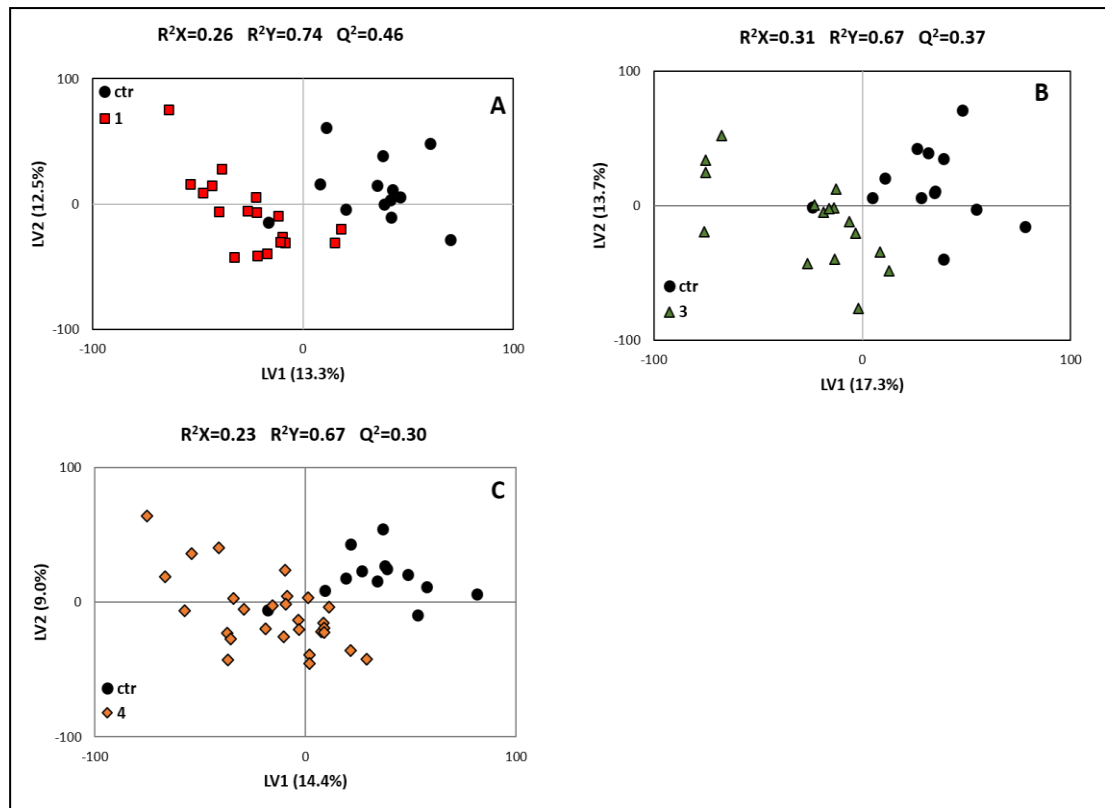 R²X=0.26 R²Y=0.74 Q²=0.46
100
ctr
1
A
LV2 (12.5%)
0
-100
-100 0 100
LV1 (13.3%)
R²X=0.31 R²Y=0.67 Q²=0.37
100
B
LV2 (13.7%)
0
ctr
3
-100
-100 0 100
LV1 (17.3%)
R²X=0.23 R²Y=0.67 Q²=0.30
100
C
LV2 (9.0%)
0
ctr
4
-100
-100 0 100
LV1 (14.4%)